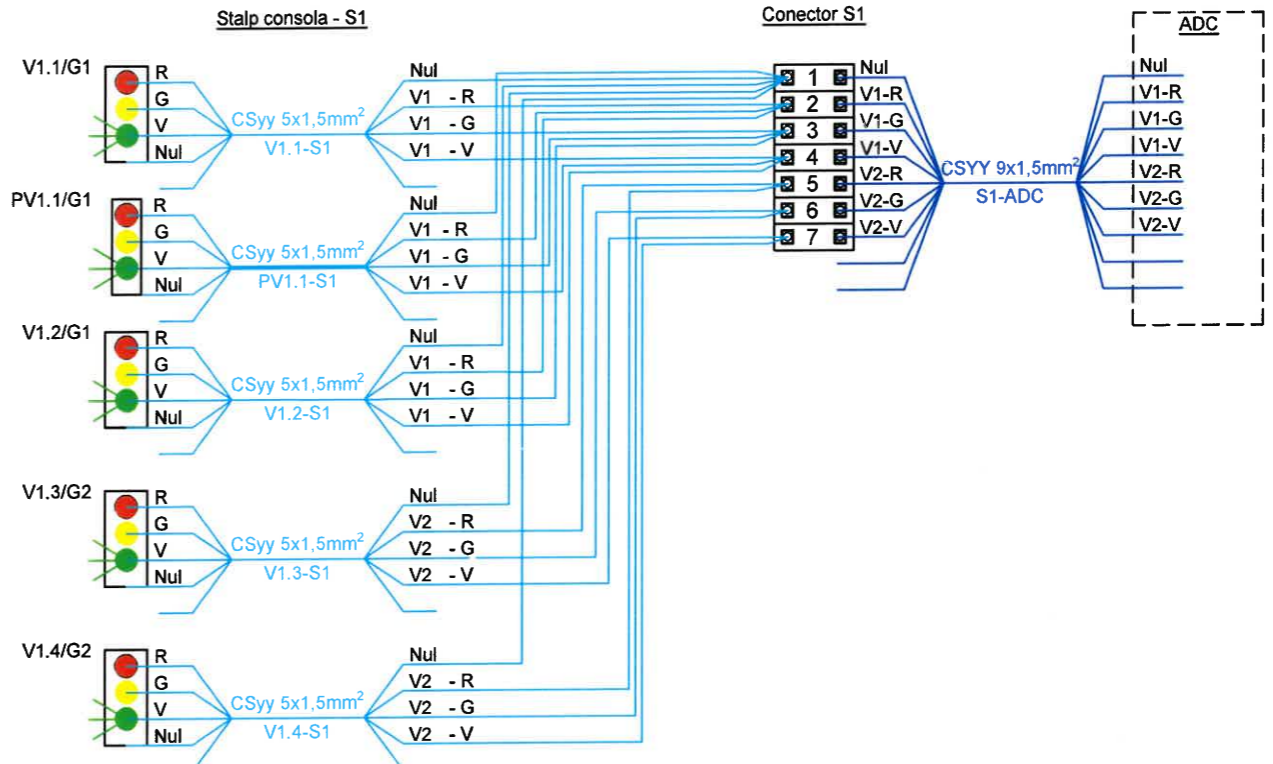 Stalp consola - S1
Conector S1
ADC
V1.1/G1
R
G
V
Nul
CSyy 5x1,5mm²
V1.1-S1
Nul
V1 - R
V1 - G
V1 - V
PV1.1/G1
R
G
V
Nul
CSyy 5x1,5mm²
PV1.1-S1
Nul
V1 - R
V1 - G
V1 - V
V1.2/G1
R
G
V
Nul
CSyy 5x1,5mm²
V1.2-S1
Nul
V1 - R
V1 - G
V1 - V
V1.3/G2
R
G
V
Nul
CSyy 5x1,5mm²
V1.3-S1
Nul
V2 - R
V2 - G
V2 - V
V1.4/G2
R
G
V
Nul
CSyy 5x1,5mm²
V1.4-S1
Nul
V2 - R
V2 - G
V2 - V
1
2
3
4
5
6
7
Nul
V1-R
V1-G
V1-V
V2-R
V2-G
V2-V
CSYY 9x1,5mm²
S1-ADC
Nul
V1-R
V1-G
V1-V
V2-R
V2-G
V2-V